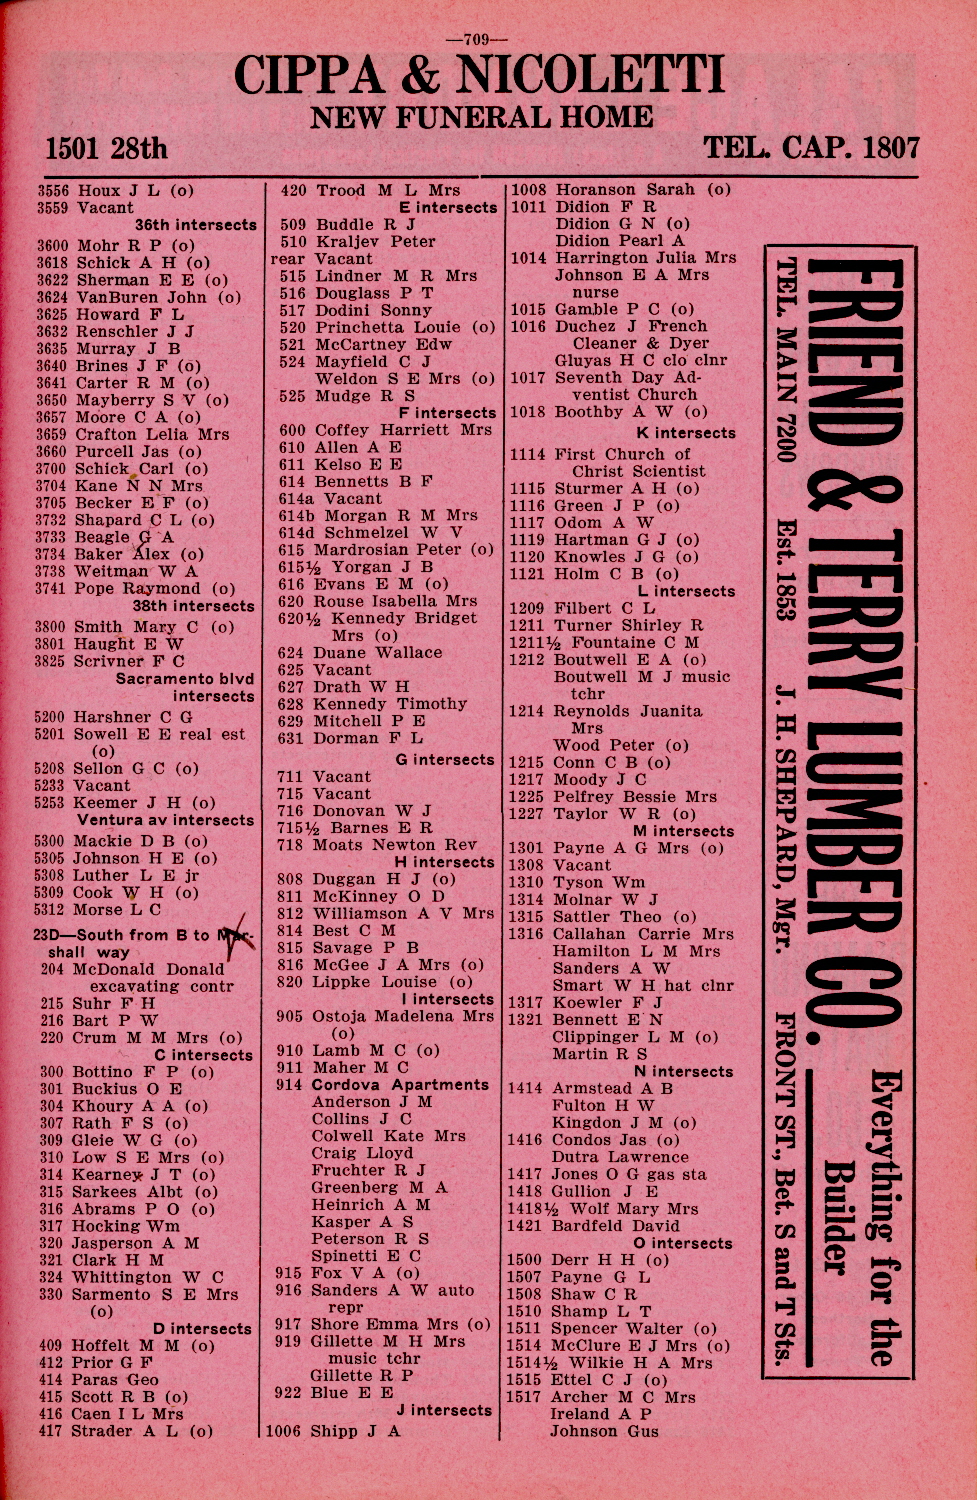 —709—
CIPPA & NICOLETTI
NEW FUNERAL HOME
1501 28th TEL. CAP. 1807
3556 Houx J L (o)
3559 Vacant
36th intersects
3600 Mohr R P (o)
3618 Schick A H (o)
3622 Sherman E E (o)
3624 VanBuren John (o)
3625 Howard F L
3632 Renschler J J
3635 Murray J B
3640 Brines J F (o)
3641 Carter R M (o)
3650 Mayberry S V (o)
3657 Moore C A (o)
3659 Crafton Lelia Mrs
3660 Purcell Jas (o)
3700 Schick Carl (o)
3704 Kane N N Mrs
3705 Becker E F (o)
3732 Shapard C L (o)
3733 Beagle G A
3734 Baker Alex (o)
3738 Weitman W A
3741 Pope Raymond (o)
38th intersects
3800 Smith Mary C (o)
3801 Haught E W
3825 Scrivner F C
Sacramento blvd
intersects
5200 Harshner C G
5201 Sowell E E real est
(o)
5208 Sellon G C (o)
5233 Vacant
5253 Keemer J H (o)
Ventura av intersects
5300 Mackie D B (o)
5305 Johnson H E (o)
5308 Luther L E jr
5309 Cook W H (o)
5312 Morse L C
23D—South from B to Mar-
shall way
204 McDonald Donald
excavating contr
215 Suhr F H
216 Bart P W
220 Crum M M Mrs (o)
C intersects
300 Bottino F P (o)
301 Buckius O E
304 Khoury A A (o)
307 Rath F S (o)
309 Gleie W G (o)
310 Low S E Mrs (o)
314 Kearney J T (o)
315 Sarkees Albt (o)
316 Abrams P O (o)
317 Hocking Wm
320 Jasperson A M
321 Clark H M
324 Whittington W C
330 Sarmento S E Mrs
(o)
D intersects
409 Hoffelt M M (o)
412 Prior G F
414 Paras Geo
415 Scott R B (o)
416 Caen I L Mrs
417 Strader A L (o)
420 Trood M L Mrs
E intersects
509 Buddle R J
510 Kraljev Peter
rear Vacant
515 Lindner M R Mrs
516 Douglass P T
517 Dodini Sonny
520 Princhetta Louie (o)
521 McCartney Edw
524 Mayfield C J
Weldon S E Mrs (o)
525 Mudge R S
F intersects
600 Coffey Harriett Mrs
610 Allen A E
611 Kelso E E
614 Bennetts B F
614a Vacant
614b Morgan R M Mrs
614d Schmelzel W V
615 Mardrosian Peter (o)
615½ Yorgan J B
616 Evans E M (o)
620 Rouse Isabella Mrs
620½ Kennedy Bridget
Mrs (o)
624 Duane Wallace
625 Vacant
627 Drath W H
628 Kennedy Timothy
629 Mitchell P E
631 Dorman F L
G intersects
711 Vacant
715 Vacant
716 Donovan W J
715½ Barnes E R
718 Moats Newton Rev
H intersects
808 Duggan H J (o)
811 McKinney O D
812 Williamson A V Mrs
814 Best C M
815 Savage P B
816 McGee J A Mrs (o)
820 Lippke Louise (o)
I intersects
905 Ostoja Madelena Mrs
(o)
910 Lamb M C (o)
911 Maher M C
914 Cordova Apartments
Anderson J M
Collins J C
Colwell Kate Mrs
Craig Lloyd
Fruchter R J
Greenberg M A
Heinrich A M
Kasper A S
Peterson R S
Spinetti E C
915 Fox V A (o)
916 Sanders A W auto
repr
917 Shore Emma Mrs (o)
919 Gillette M H Mrs
music tchr
Gillette R P
922 Blue E E
J intersects
1006 Shipp J A
1008 Horanson Sarah (o)
1011 Didion F R
Didion G N (o)
Didion Pearl A
1014 Harrington Julia Mrs
Johnson E A Mrs
nurse
1015 Gamble P C (o)
1016 Duchez J French
Cleaner & Dyer
Gluyas H C clo clnr
1017 Seventh Day Ad-
ventist Church
1018 Boothby A W (o)
K intersects
1114 First Church of
Christ Scientist
1115 Sturmer A H (o)
1116 Green J P (o)
1117 Odom A W
1119 Hartman G J (o)
1120 Knowles J G (o)
1121 Holm C B (o)
L intersects
1209 Filbert C L
1211 Turner Shirley R
1211½ Fountaine C M
1212 Boutwell E A (o)
Boutwell M J music
tchr
1214 Reynolds Juanita
Mrs
Wood Peter (o)
1215 Conn C B (o)
1217 Moody J C
1225 Pelfrey Bessie Mrs
1227 Taylor W R (o)
M intersects
1301 Payne A G Mrs (o)
1308 Vacant
1310 Tyson Wm
1314 Molnar W J
1315 Sattler Theo (o)
1316 Callahan Carrie Mrs
Hamilton L M Mrs
Sanders A W
Smart W H hat clnr
1317 Koewler F J
1321 Bennett E N
Clippinger L M (o)
Martin R S
N intersects
1414 Armstead A B
Fulton H W
Kingdon J M (o)
1416 Condos Jas (o)
Dutra Lawrence
1417 Jones O G gas sta
1418 Gullion J E
1418½ Wolf Mary Mrs
1421 Bardfeld David
O intersects
1500 Derr H H (o)
1507 Payne G L
1508 Shaw C R
1510 Shamp L T
1511 Spencer Walter (o)
1514 McClure E J Mrs (o)
1514½ Wilkie H A Mrs
1515 Ettel C J (o)
1517 Archer M C Mrs
Ireland A P
Johnson Gus
FRIEND & TERRY LUMBER CO.
Everything for the
Builder
TEL. MAIN 7200 Est. 1853 J. H. SHEPARD, Mgr. FRONT ST., Bet. S and T Sts.